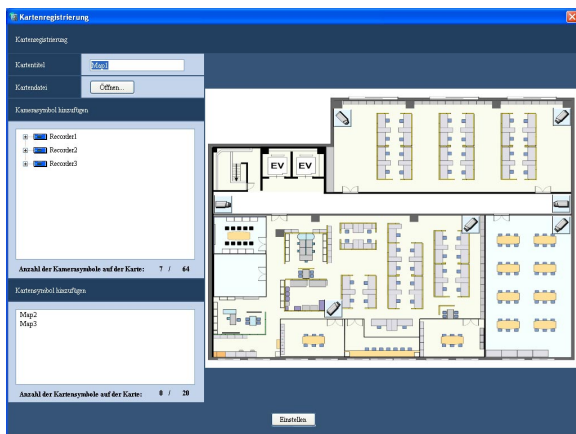 Kartenregistrierung
Kartenregistrierung
Kartentitel Map1
Kartendatei Öffnen...
Kamerasymbol hinzufügen
Recorder1
Recorder2
Recorder3
Anzahl der Kamerasymbole auf der Karte: 7 / 64
Kartensymbol hinzufügen
Map2
Map3
Anzahl der Kartensymbole auf der Karte: 0 / 20
EV EV
Einstellen